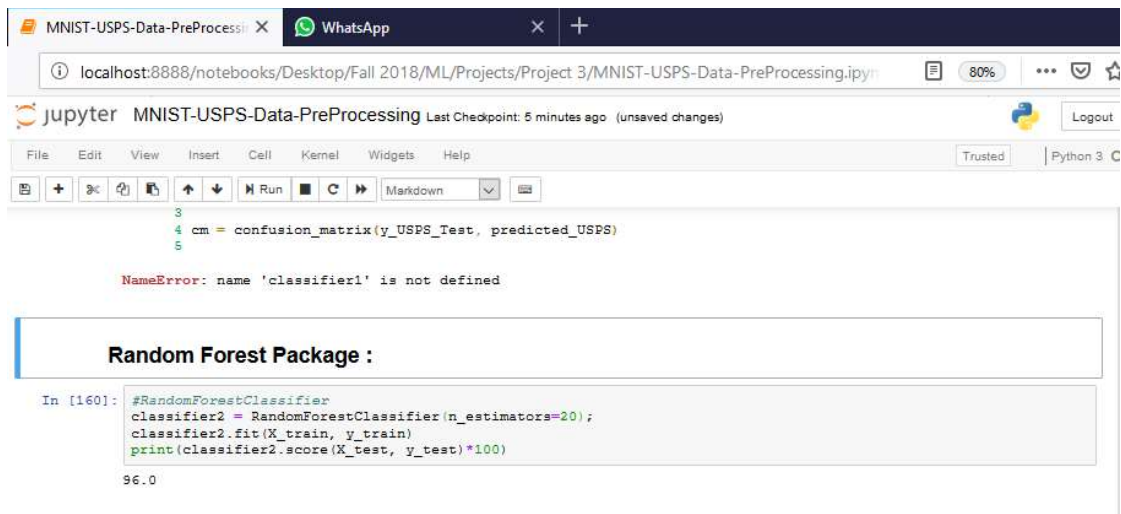 MNIST-USPS-Data-PreProcessi
WhatsApp
localhost:8888/notebooks/Desktop/Fall 2018/ML/Projects/Project 3/MNIST-USPS-Data-PreProcessing.ipyn
80%
jupyter MNIST-USPS-Data-PreProcessing Last Checkpoint: 5 minutes ago (unsaved changes)
Logout
File Edit View Insert Cell Kernel Widgets Help
Trusted
Python 3
Run
Markdown
3
4 cm = confusion_matrix(y_USPS_Test, predicted_USPS)
5
NameError: name 'classifier1' is not defined
Random Forest Package :
In [160]: #RandomForestClassifier
classifier2 = RandomForestClassifier(n_estimators=20);
classifier2.fit(X_train, y_train)
print(classifier2.score(X_test, y_test)*100)
96.0